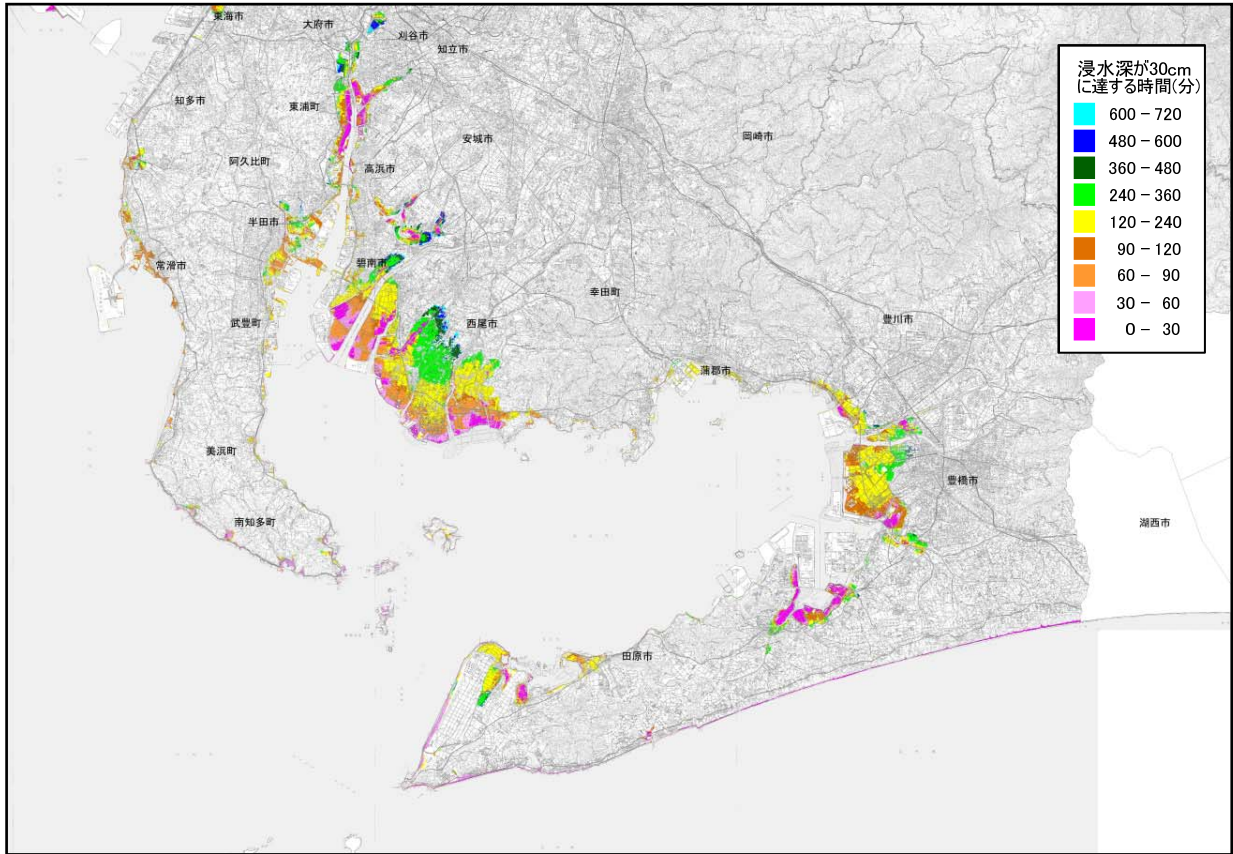 東海市
大府市
刈谷市
知立市
知多市
東浦町
安城市
岡崎市
阿久比町
高浜市
半田市
碧南市
常滑市
幸田町
武豊町
西尾市
豊川市
蒲郡市
美浜町
豊橋市
南知多町
湖西市
田原市
浸水深が30cm
に達する時間(分)
600 - 720
480 - 600
360 - 480
240 - 360
120 - 240
90 - 120
60 - 90
30 - 60
0 - 30